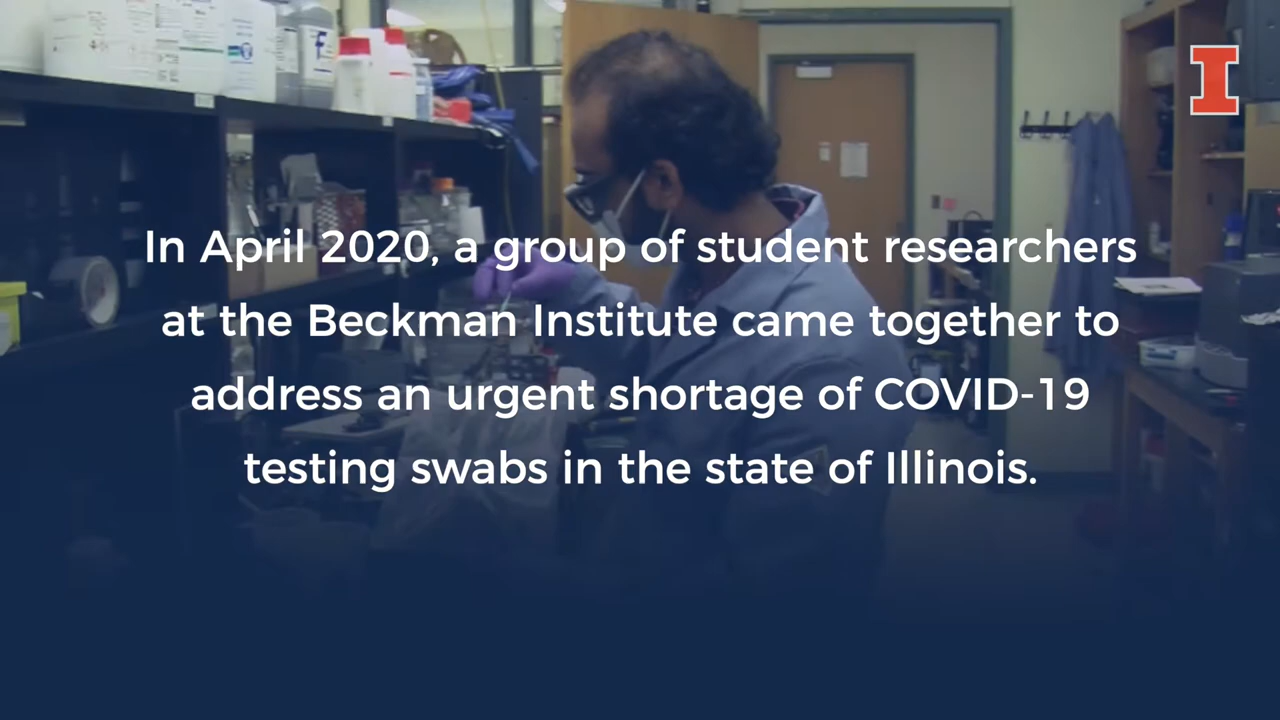 In April 2020, a group of student researchers
at the Beckman Institute came together to
address an urgent shortage of COVID-19
testing swabs in the state of Illinois.
I